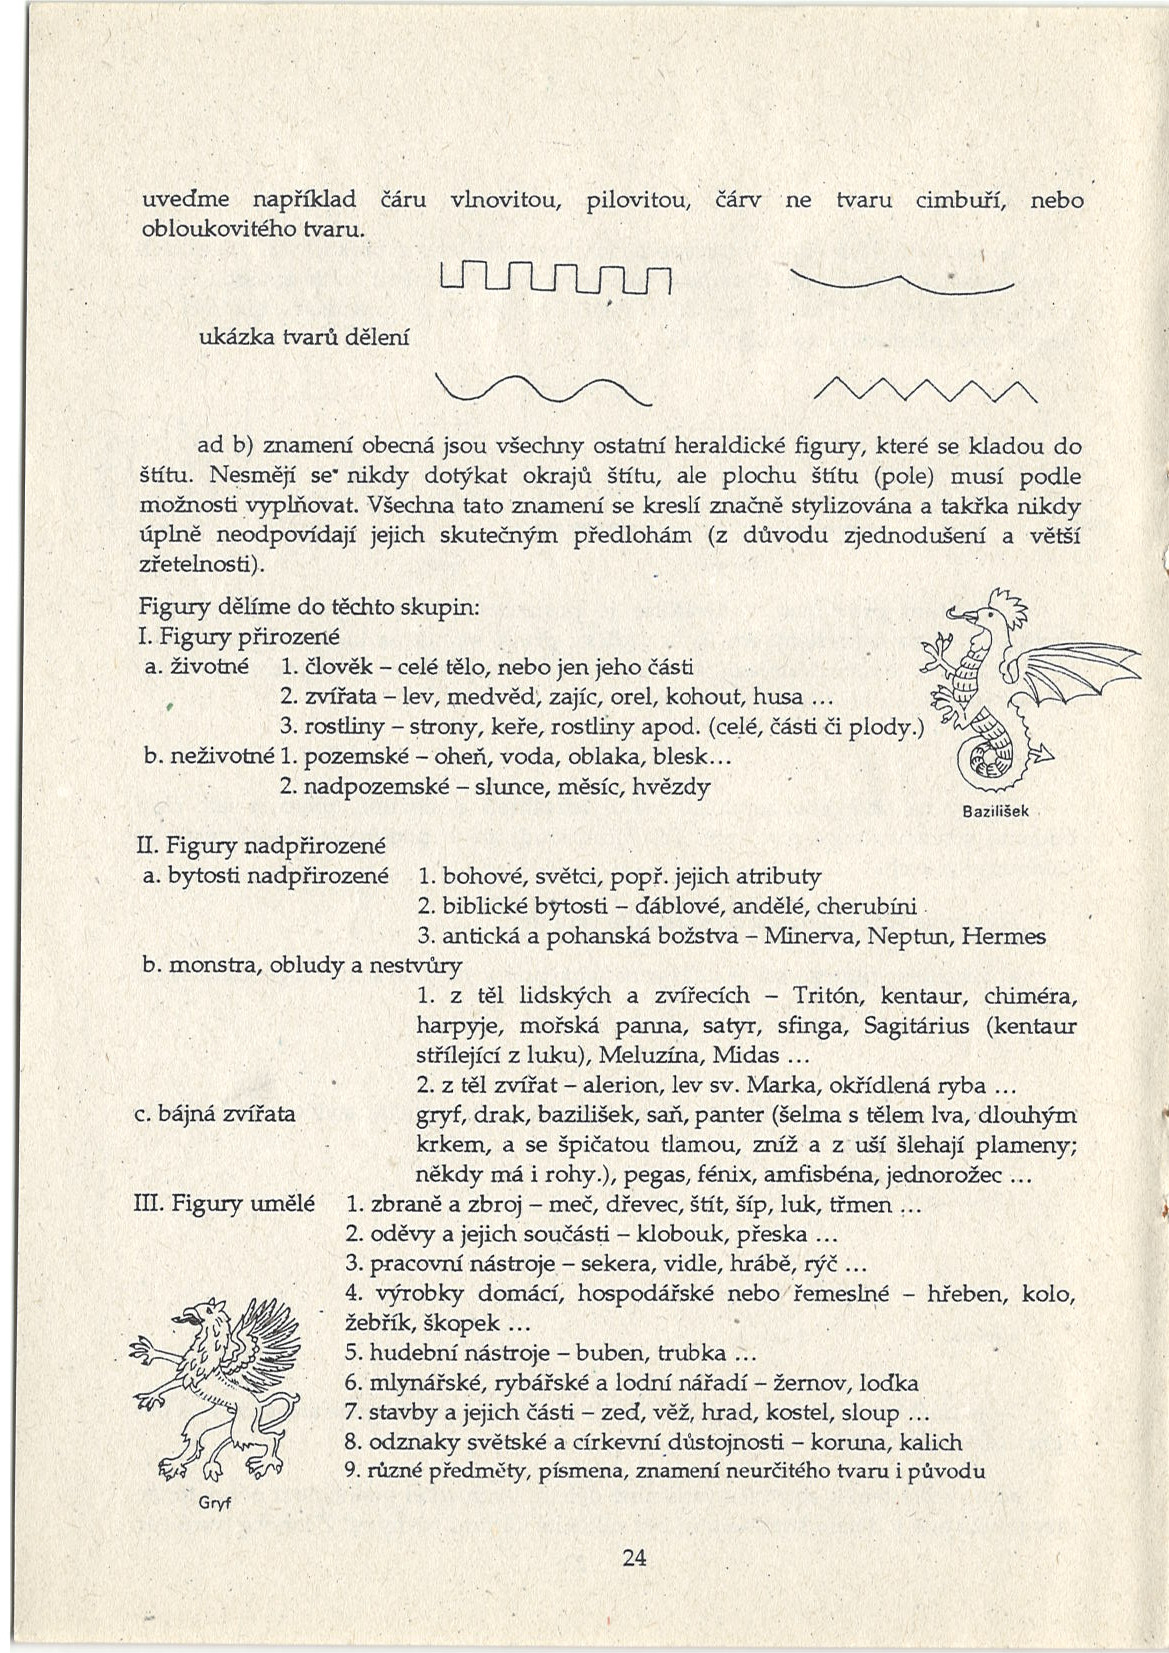 uveďme například čáru vlnovitou, pilovitou, čárv ne tvaru cimbuří, nebo
obloukovitého tvaru.
ukázka tvarů dělení
ad b) znamení obecná jsou všechny ostatní heraldické figury, které se kladou do
štítu. Nesmějí se nikdy dotýkat okrajů štítu, ale plochu štítu (pole) musí podle
možnosti vyplňovat. Všechna tato znamení se kreslí značně stylizována a takřka nikdy
úplně neodpovídají jejich skutečným předlohám (z důvodu zjednodušení a větší
zřetelnosti).
Figury dělíme do těchto skupin:
I. Figury přirozené
a. životné 1. člověk – celé tělo, nebo jen jeho části
2. zvířata – lev, medvěd, zajíc, orel, kohout, husa ...
3. rostliny – strony, keře, rostliny apod. (celé, části či plody.)
b. neživotné 1. pozemské – oheň, voda, oblaka, blesk...
2. nadpozemské – slunce, měsíc, hvězdy
Bazilišek
II. Figury nadpřirozené
a. bytosti nadpřirozené 1. bohové, světci, popř. jejich atributy
2. biblické bytosti – ďáblové, andělé, cherubíni
3. antická a pohanská božstva – Minerva, Neptun, Hermes
b. monstra, obludy a nestvůry
1. z těl lidských a zvířecích – Tritón, kentaur, chiméra,
harpyje, mořská panna, satyr, sfinga, Sagitárius (kentaur
střílející z luku), Meluzína, Midas ...
2. z těl zvířat – alerion, lev sv. Marka, okřídlená ryba ...
c. bájná zvířata gryf, drak, bazilišek, saň, panter (šelma s tělem lva, dlouhým
krkem, a se špičatou tlamou, zníž a z uší šlehají plameny;
někdy má i rohy.), pegas, fénix, amfisbéna, jednorožec ...
III. Figury umělé 1. zbraně a zbroj – meč, dřevec, štít, šíp, luk, třmen ...
2. oděvy a jejich součásti – klobouk, přeska ...
3. pracovní nástroje – sekera, vidle, hrábě, rýč ...
4. výrobky domácí, hospodářské nebo řemeslné – hřeben, kolo,
žebřík, škopek ...
5. hudební nástroje – buben, trubka ...
6. mlynářské, rybářské a lodní nářadí – žernov, loďka
7. stavby a jejich části – zeď, věž, hrad, kostel, sloup ...
8. odznaky světské a církevní důstojnosti – koruna, kalich
9. různé předměty, písmena, znamení neurčitého tvaru i původu
Gryf
24